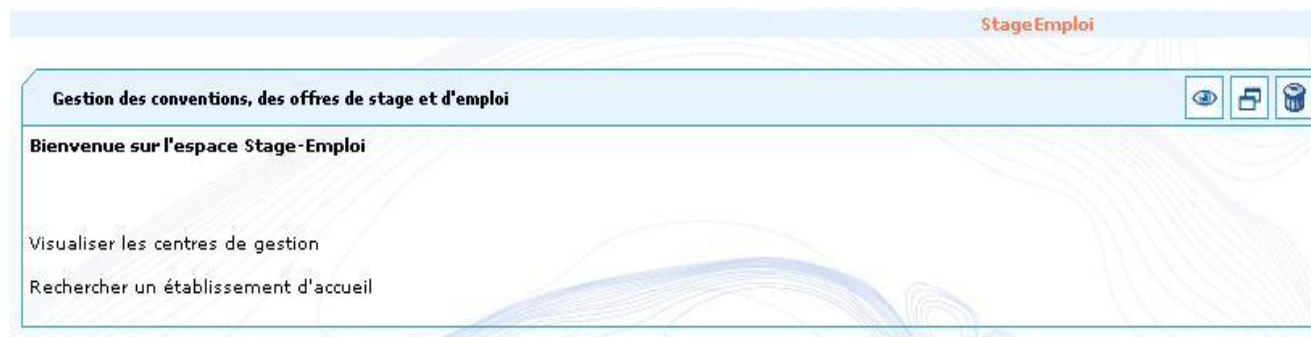 StageEmploi
Gestion des conventions, des offres de stage et d'emploi
Bienvenue sur l'espace Stage-Emploi
Visualiser les centres de gestion
Rechercher un établissement d'accueil